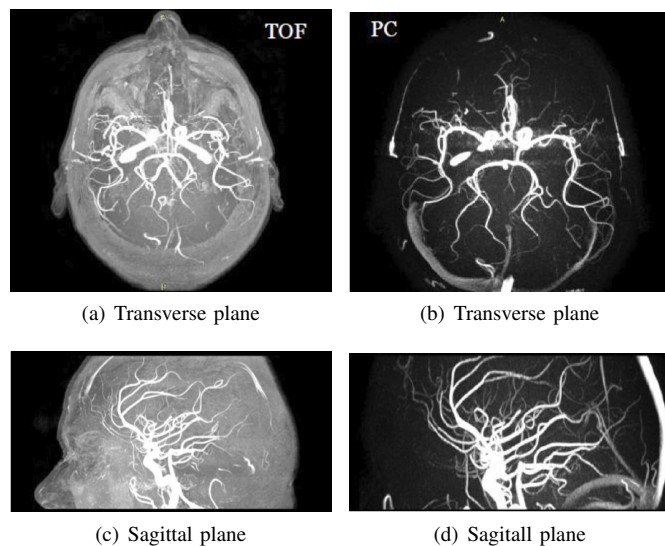 TOF
PC
A
(a) Transverse plane
(b) Transverse plane
(c) Sagittal plane
(d) Sagitall plane